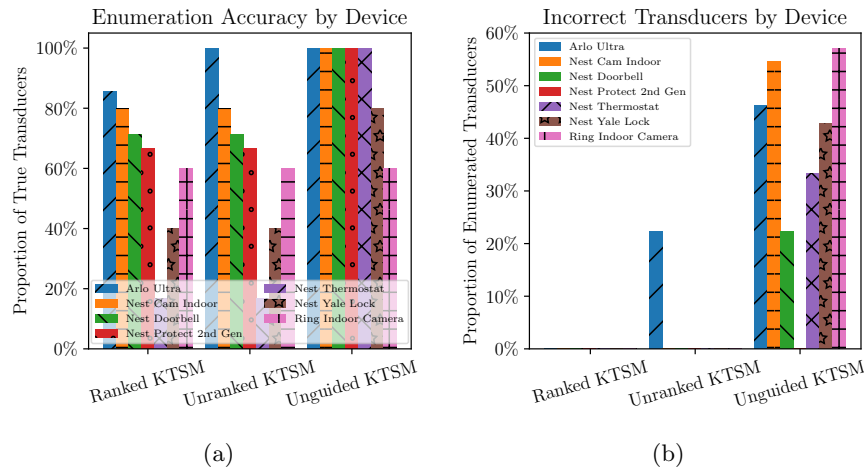 Enumeration Accuracy by Device
Proportion of True Transducers
100%
80%
60%
40%
20%
0%
Arlo Ultra
Nest Cam Indoor
Nest Doorbell
Nest Protect 2nd Gen
Nest Thermostat
Nest Yale Lock
Ring Indoor Camera
Ranked KTSM
Unranked KTSM
Unguided KTSM
(a)
Incorrect Transducers by Device
Proportion of Enumerated Transducers
60%
50%
40%
30%
20%
10%
0%
Arlo Ultra
Nest Cam Indoor
Nest Doorbell
Nest Protect 2nd Gen
Nest Thermostat
Nest Yale Lock
Ring Indoor Camera
Ranked KTSM
Unranked KTSM
Unguided KTSM
(b)